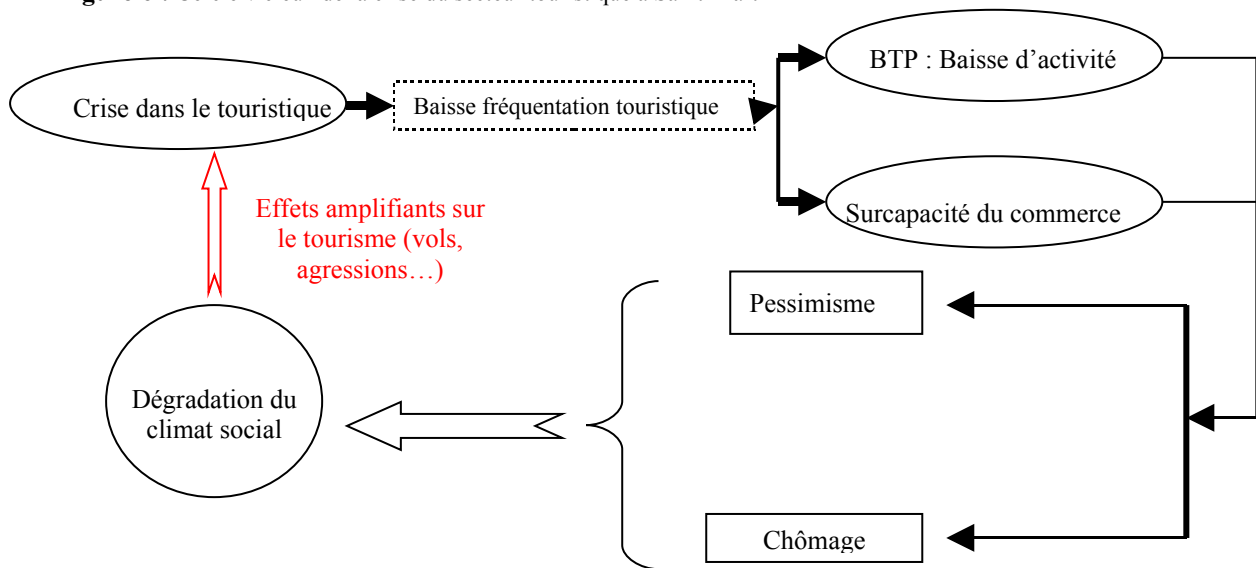 BTP : Baisse d'activité
Crise dans le touristique
Baisse fréquentation touristique
Surcapacité du commerce
Effets amplifiants sur
le tourisme (vols,
agressions…)
Pessimisme
Dégradation du
climat social
Chômage